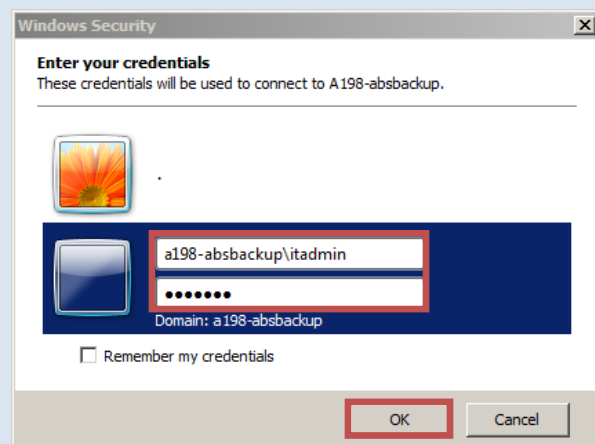 Windows Security
Enter your credentials
These credentials will be used to connect to A198-absbackup.
.
a198-absbackup\itadmin
●●●●●●●
Domain: a198-absbackup
Remember my credentials
OK Cancel